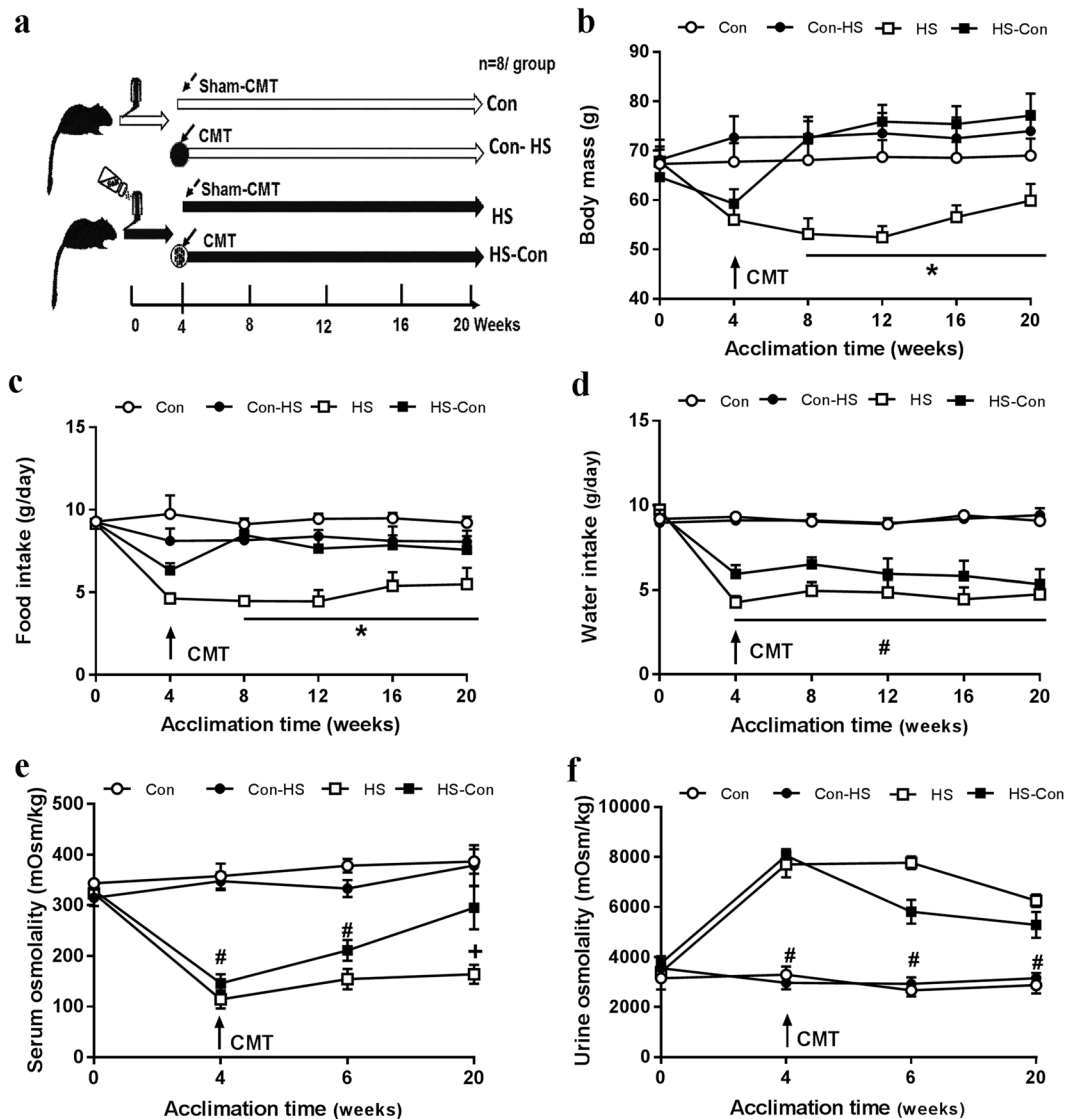 a
n=8/ group
Sham-CMT
Con
CMT
Con- HS
Sham-CMT
HS
CMT
HS-Con
0 4 8 12 16 20 Weeks
b
Con Con-HS HS HS-Con
Body mass (g)
90
80
70
60
50
40
CMT
*
0 4 8 12 16 20
Acclimation time (weeks)
c
Con Con-HS HS HS-Con
Food intake (g/day)
15
10
5
0
CMT
*
0 4 8 12 16 20
Acclimation time (weeks)
d
Con Con-HS HS HS-Con
Water intake (g/day)
15
10
5
0
CMT
#
0 4 8 12 16 20
Acclimation time (weeks)
e
Con Con-HS HS HS-Con
Serum osmolality (mOsm/kg)
500
400
300
200
100
0
# # +
CMT
0 4 6 20
Acclimation time (weeks)
f
Con Con-HS HS HS-Con
Urine osmolality (mOsm/kg)
10000
8000
6000
4000
2000
0
# # #
CMT
0 4 6 20
Acclimation time (weeks)